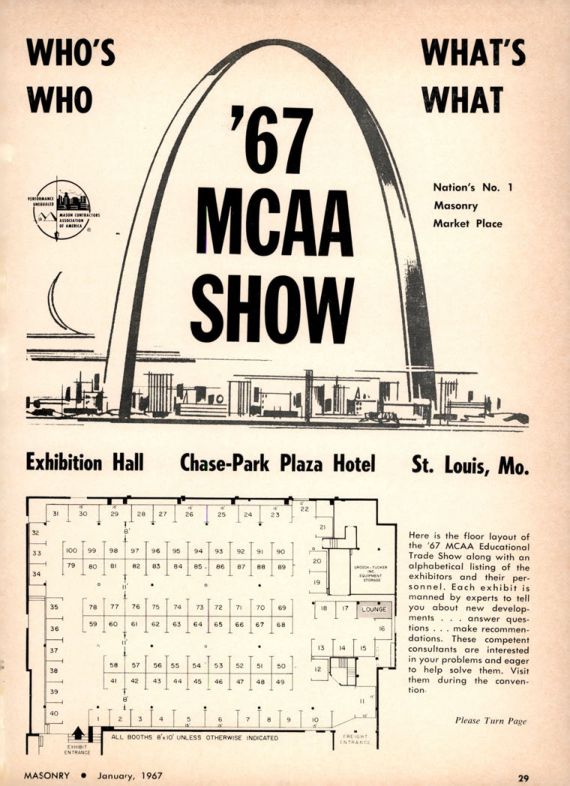 WHO'S
WHO
WHAT'S
WHAT
'67
MCAA
SHOW
Nation's No. 1
Masonry
Market Place
PERFORMANCE
UNEQUALED
MASON CONTRACTORS
ASSOCIATION
OF AMERICA
Exhibition Hall Chase-Park Plaza Hotel St. Louis, Mo.
31 30 29 28 27 26 25 24 23 22
32 21
33 100 99 98 97 96 95 94 93 92 91 90
34 79 80 81 82 83 84 85 86 87 88 89
20
19
EQUIPMENT
STORAGE
35 78 77 76 75 74 73 72 71 70 69
36 59 60 61 62 63 64 65 66 67 68
18 17 LOUNGE
16
37
38 58 57 56 55 54 53 52 51 50
39 41 42 43 44 45 46 47 48 49
40
13 14 15
12
11
1 2 3 4 5 6 7 8 9 10
EXHIBIT
ENTRANCE
ALL BOOTHS 8'x10' UNLESS OTHERWISE INDICATED
FREIGHT
ENTRANCE
Here is the floor layout of
the '67 MCAA Educational
Trade Show along with an
alphabetical listing of the
exhibitors and their per-
sonnel. Each exhibit is
manned by experts to tell
you about new develop-
ments . . . answer ques-
tions . . . make recommen-
dations. These competent
consultants are interested
in your problems and eager
to help solve them. Visit
them during the conven-
tion.
Please Turn Page
MASONRY • January, 1967
29